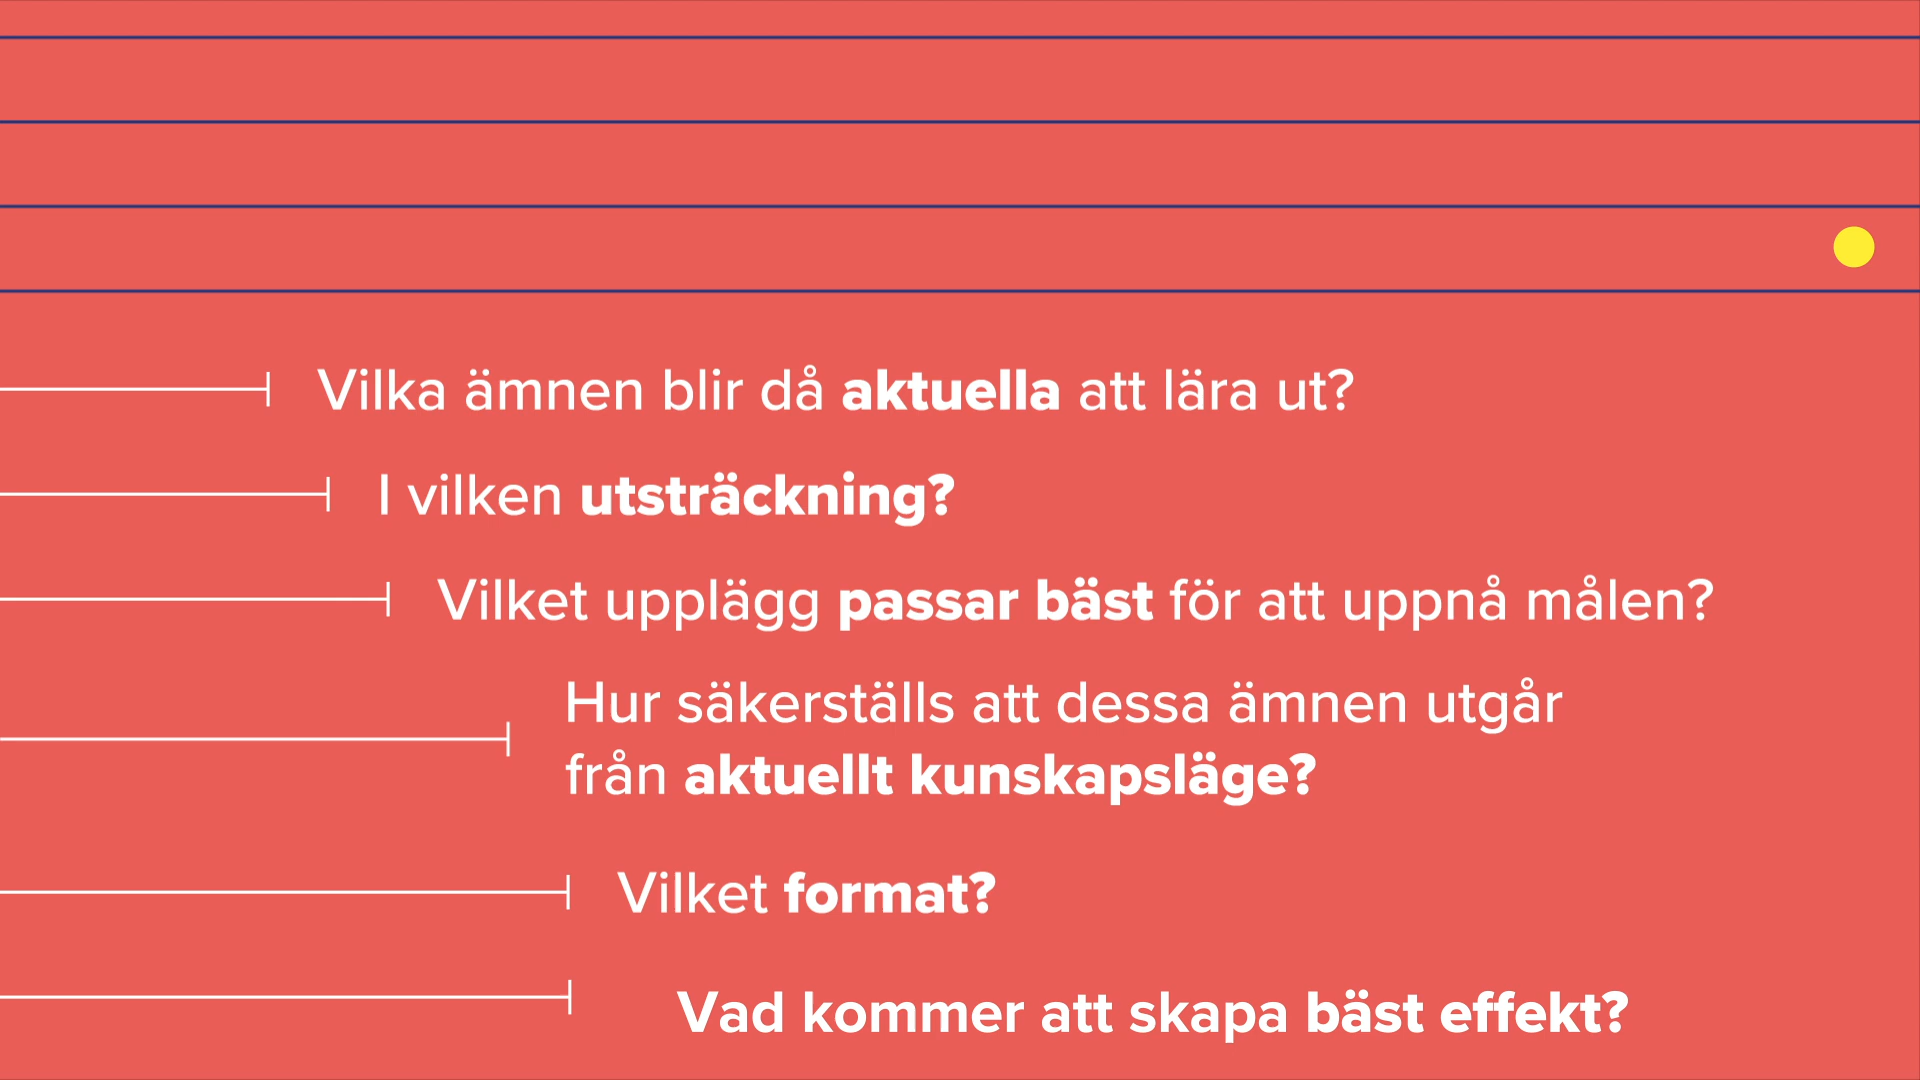 Vilka ämnen blir då aktuella att lära ut?
I vilken utsträckning?
Vilket upplägg passar bäst för att uppnå målen?
Hur säkerställs att dessa ämnen utgår
från aktuellt kunskapsläge?
Vilket format?
Vad kommer att skapa bäst effekt?